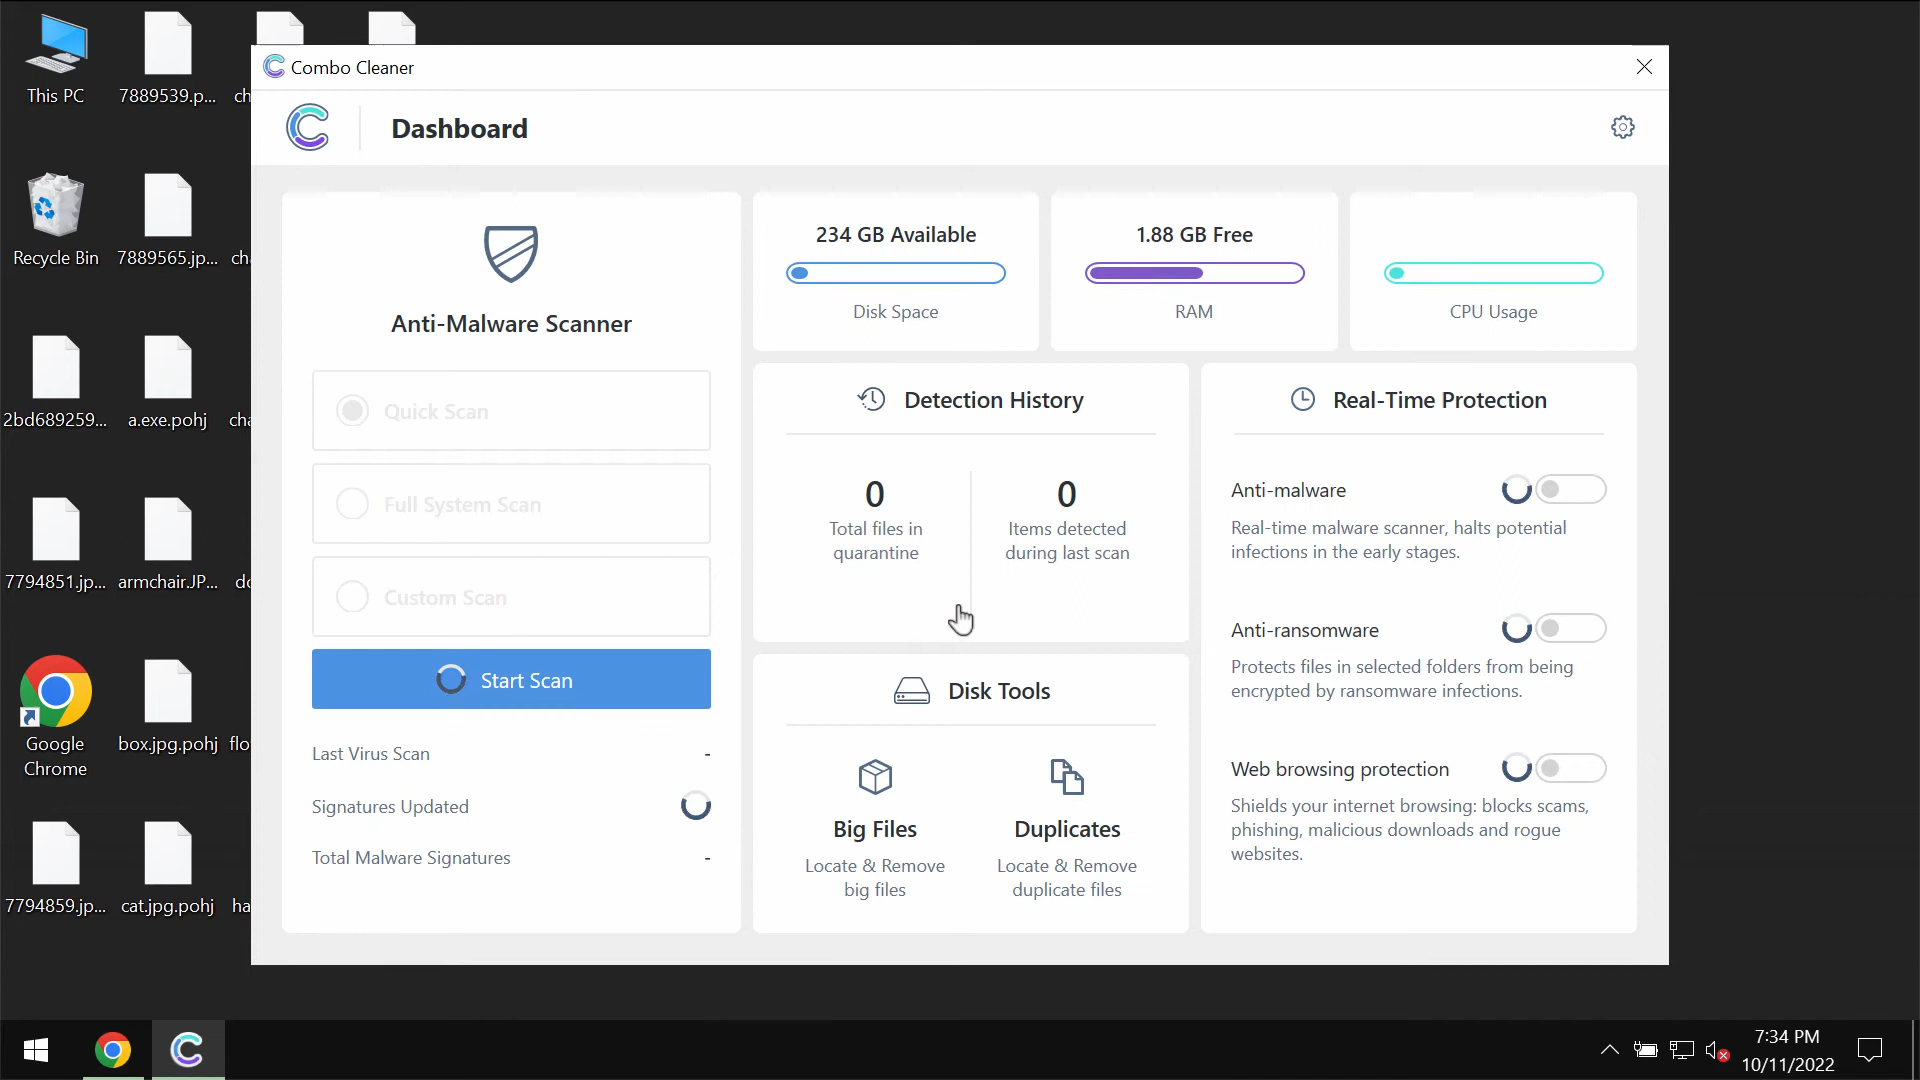 This PC
7889539.p...
ch
Recycle Bin
7889565.jp...
ch
2bd689259...
a.exe.pohj
cha
7794851.jp...
armchair.JP...
dc
Google
Chrome
box.jpg.pohj
flo
7794859.jp...
cat.jpg.pohj
ha
Combo Cleaner
Dashboard
Anti-Malware Scanner
Quick Scan
Full System Scan
Custom Scan
Start Scan
Last Virus Scan -
Signatures Updated
Total Malware Signatures -
234 GB Available
Disk Space
1.88 GB Free
RAM
CPU Usage
Detection History
0
Total files in
quarantine
0
Items detected
during last scan
Disk Tools
Big Files
Locate & Remove
big files
Duplicates
Locate & Remove
duplicate files
Real-Time Protection
Anti-malware
Real-time malware scanner, halts potential
infections in the early stages.
Anti-ransomware
Protects files in selected folders from being
encrypted by ransomware infections.
Web browsing protection
Shields your internet browsing: blocks scams,
phishing, malicious downloads and rogue
websites.
7:34 PM
10/11/2022